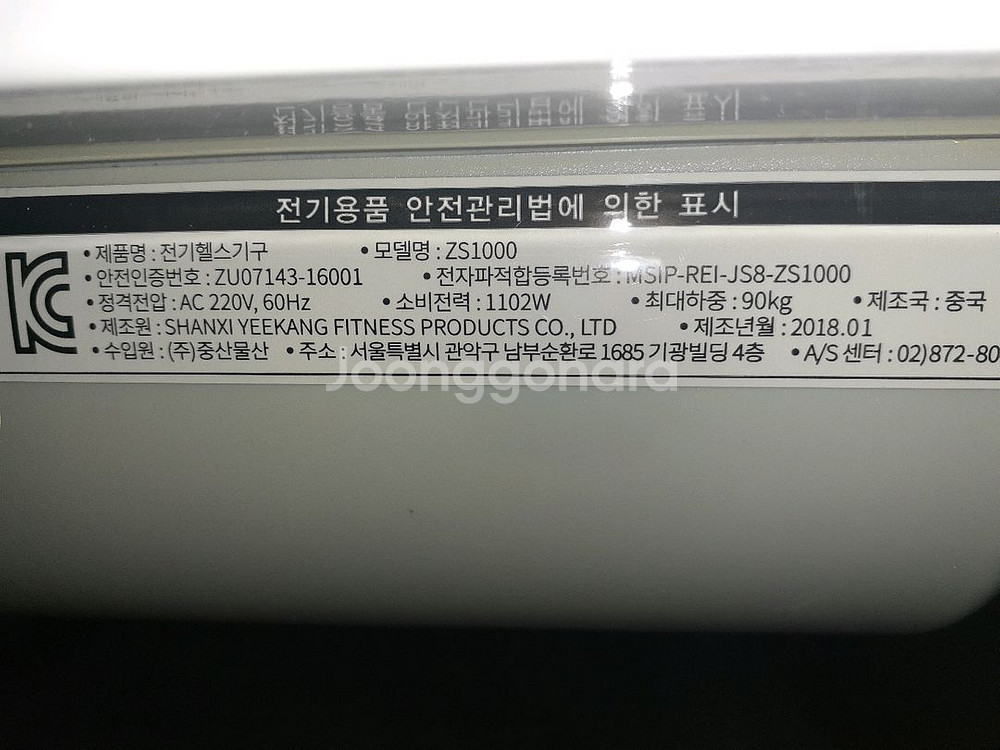 전기용품 안전관리법에 의한 표시
•제품명 : 전기헬스기구 •모델명 : ZS1000
•안전인증번호 : ZU07143-16001 •전자파적합등록번호 : MSIP-REI-JS8-ZS1000
•정격전압 : AC 220V, 60Hz •소비전력 : 1102W •최대하중 : 90kg •제조국 : 중국
•제조원 : SHANXI YEEKANG FITNESS PRODUCTS CO., LTD •제조년월 : 2018.01
•수입원 : (주)중산물산 •주소 : 서울특별시 관악구 남부순환로 1685 기광빌딩 4층 •A/S 센터 : 02)872-80
Joonggonara